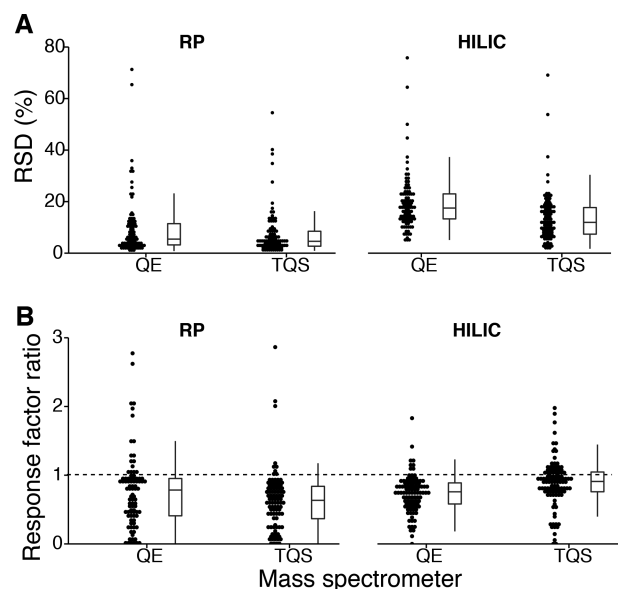 A
RP
HILIC
RSD (%)
80
60
40
20
0
QE
TQS
QE
TQS
B
RP
HILIC
Response factor ratio
3
2
1
0
QE
TQS
QE
TQS
Mass spectrometer